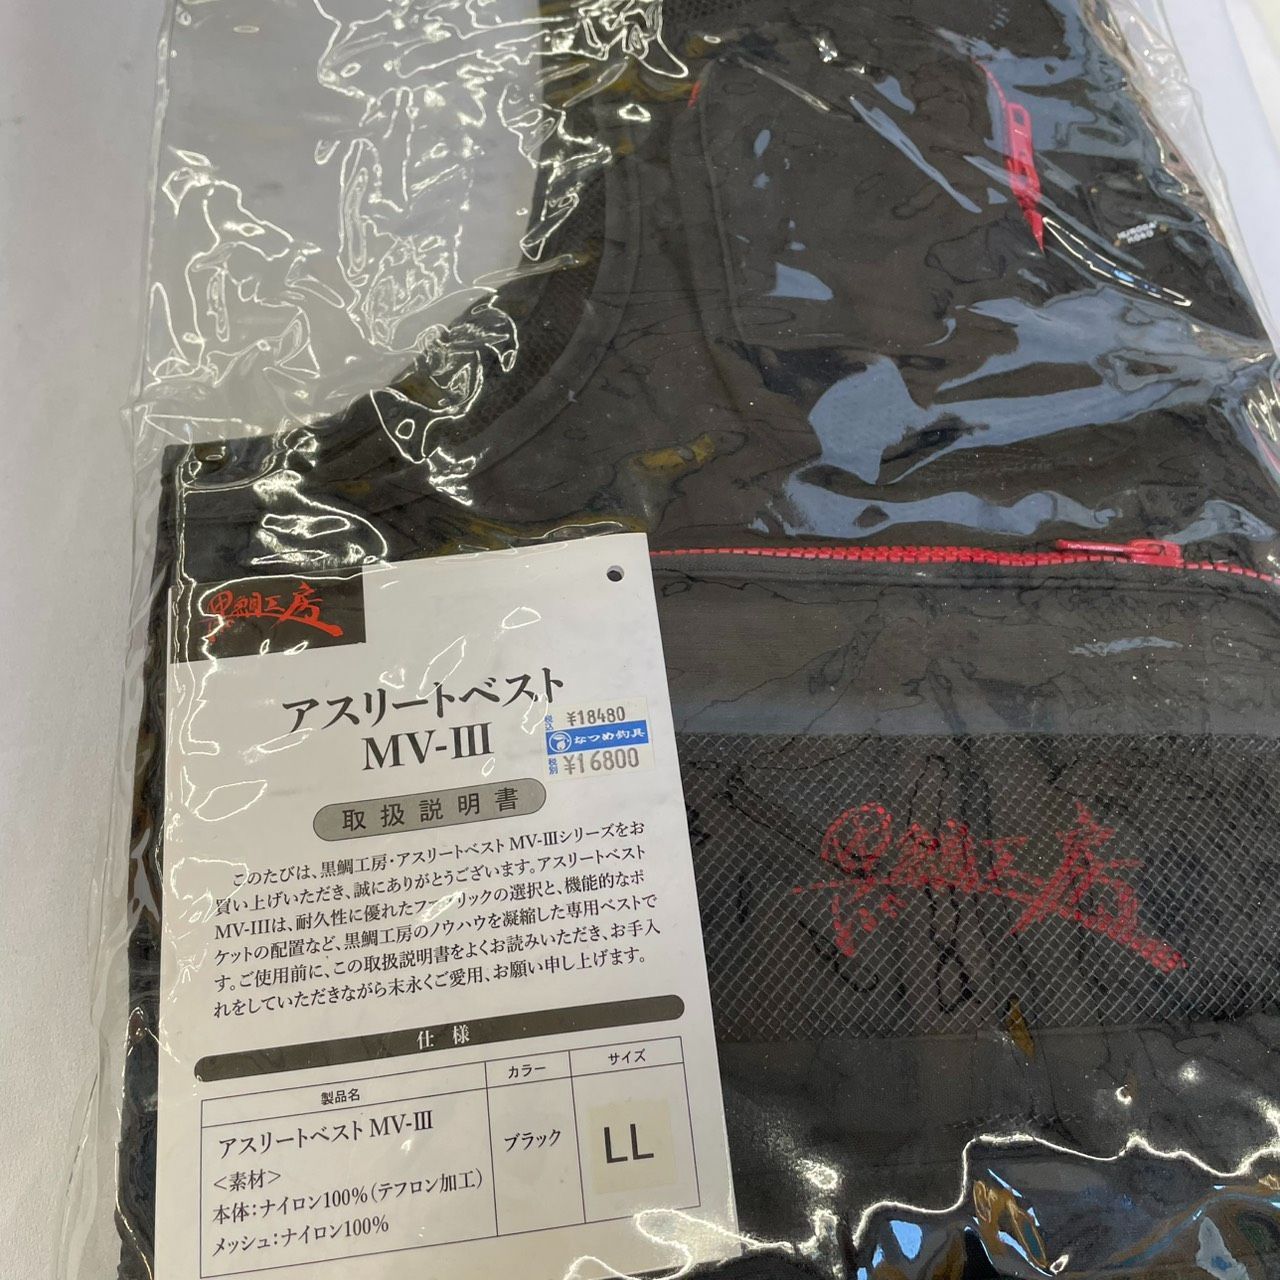 黒鯛工房
アスリートベスト
MV-III
税込 ¥18480
なつめ釣具
税別 ¥16800
取扱説明書
このたびは、黒鯛工房・アスリートベスト MV-IIIシリーズをお
買い上げいただき、誠にありがとうございます。アスリートベスト
MV-IIIは、耐久性に優れたファブリックの選択と、機能的なポ
ケットの配置など、黒鯛工房のノウハウを凝縮した専用ベストで
す。ご使用前に、この取扱説明書をよくお読みいただき、お手入
れをしていただきながら末永くご愛用、お願い申し上げます。
仕様
製品名 カラー サイズ
アスリートベスト MV-III ブラック LL
<素材>
本体:ナイロン100%(テフロン加工)
メッシュ:ナイロン100%
黒鯛工房